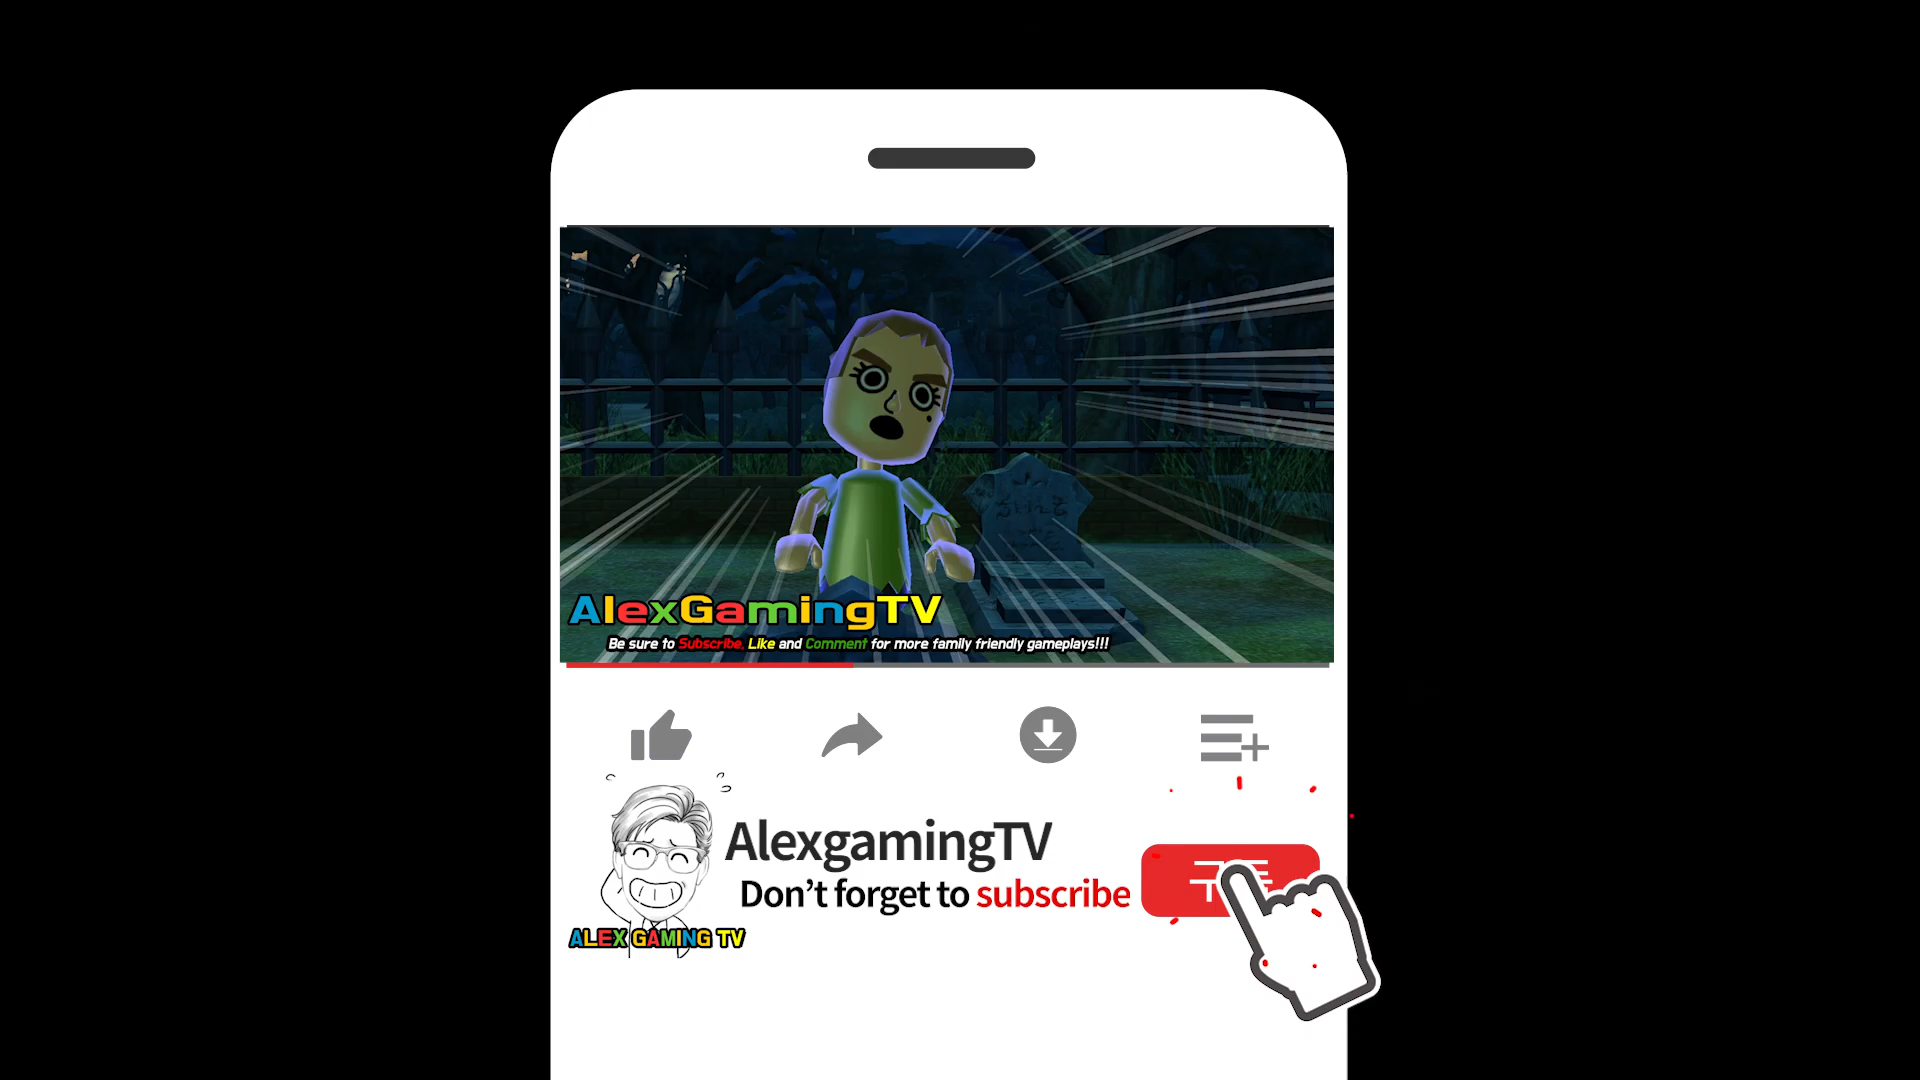 AlexGamingTV
Be sure to Subscribe, Like and Comment for more family friendly gameplays!!!
AlexgamingTV
Don't forget to subscribe
ALEX GAMING TV